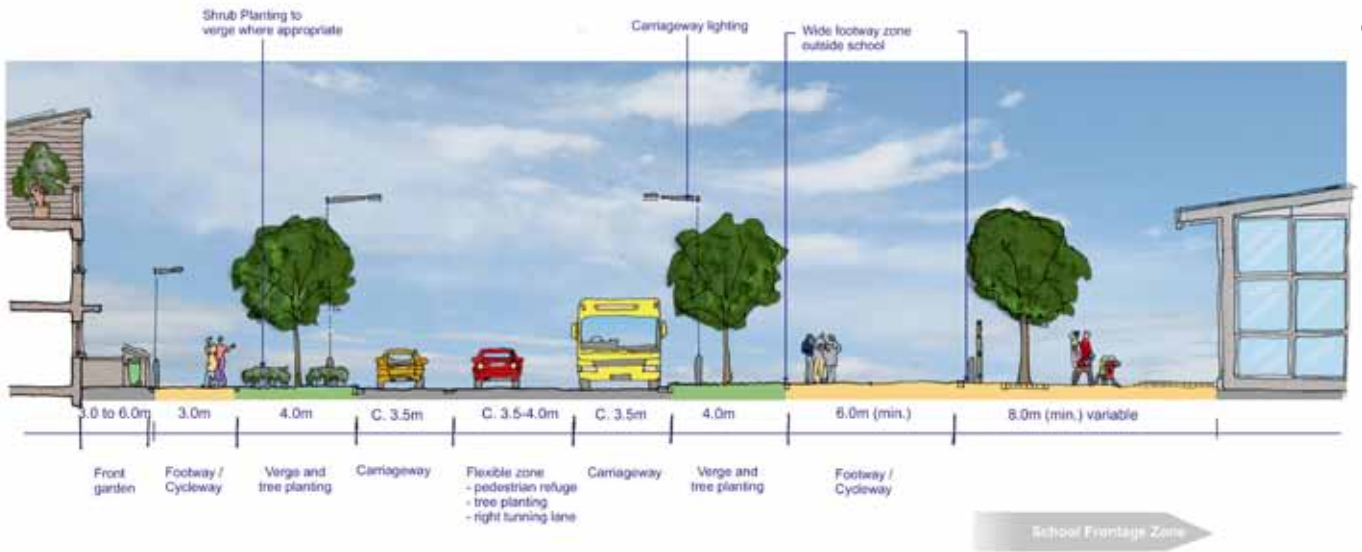 Shrub Planting to
verge where appropriate
Carriageway lighting
Wide footway zone
outside school
3.0 to 6.0m
3.0m
4.0m
C. 3.5m
C. 3.5-4.0m
C. 3.5m
4.0m
6.0m (min.)
8.0m (min.) variable
Front
garden
Footway /
Cycleway
Verge and
tree planting
Carriageway
Flexible zone
- pedestrian refuge
- tree planting
- right tunning lane
Carriageway
Verge and
tree planting
Footway /
Cycleway
School Frontage Zone